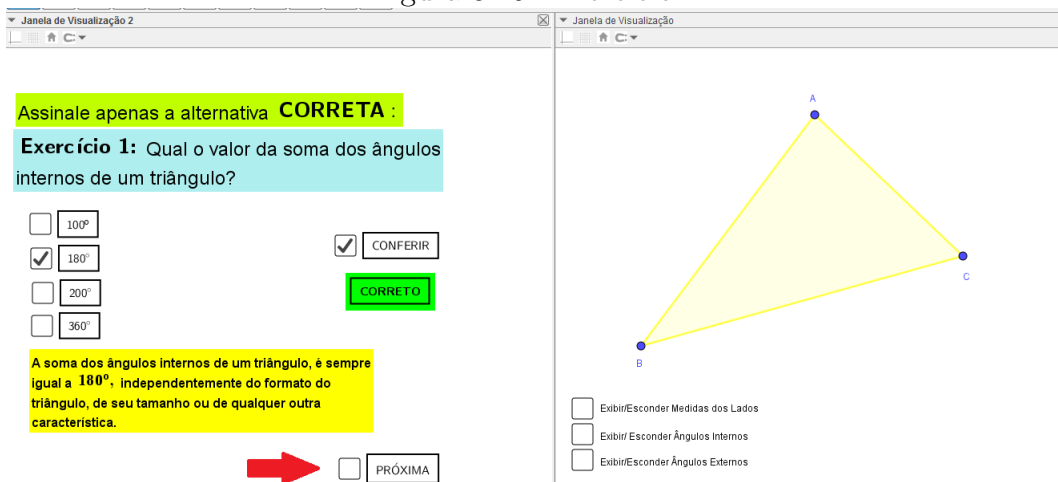 Janela de Visualização 2
Assinale apenas a alternativa CORRETA :
Exercício 1: Qual o valor da soma dos ângulos
internos de um triângulo?
100º
180°
200°
360°
CONFERIR
CORRETO
A soma dos ângulos internos de um triângulo, é sempre
igual a 180º, independentemente do formato do
triângulo, de seu tamanho ou de qualquer outra
característica.
PRÓXIMA
Janela de Visualização
A
B
C
Exibir/Esconder Medidas dos Lados
Exibir/ Esconder Ângulos Internos
Exibir/Esconder Ângulos Externos